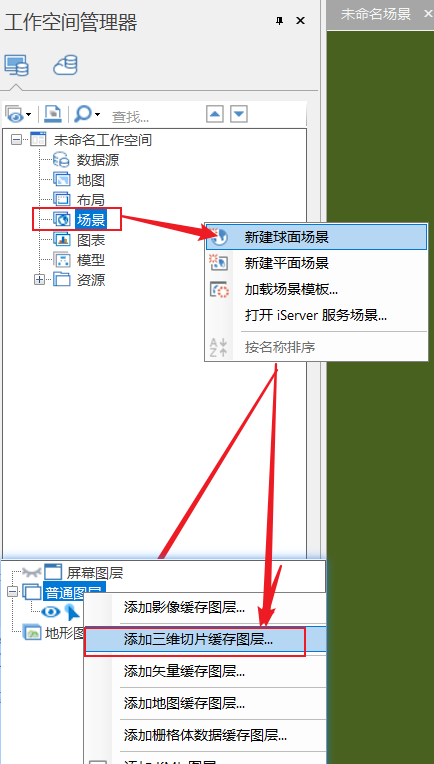 工作空间管理器
未命名场景
查找...
未命名工作空间
数据源
地图
布局
场景
图表
模型
资源
新建球面场景
新建平面场景
加载场景模板...
打开 iServer 服务场景...
按名称排序
屏幕图层
普通图层
添加影像缓存图层...
地形图
添加三维切片缓存图层...
添加矢量缓存图层...
添加地图缓存图层...
添加栅格体数据缓存图层...
添加 KML 图层